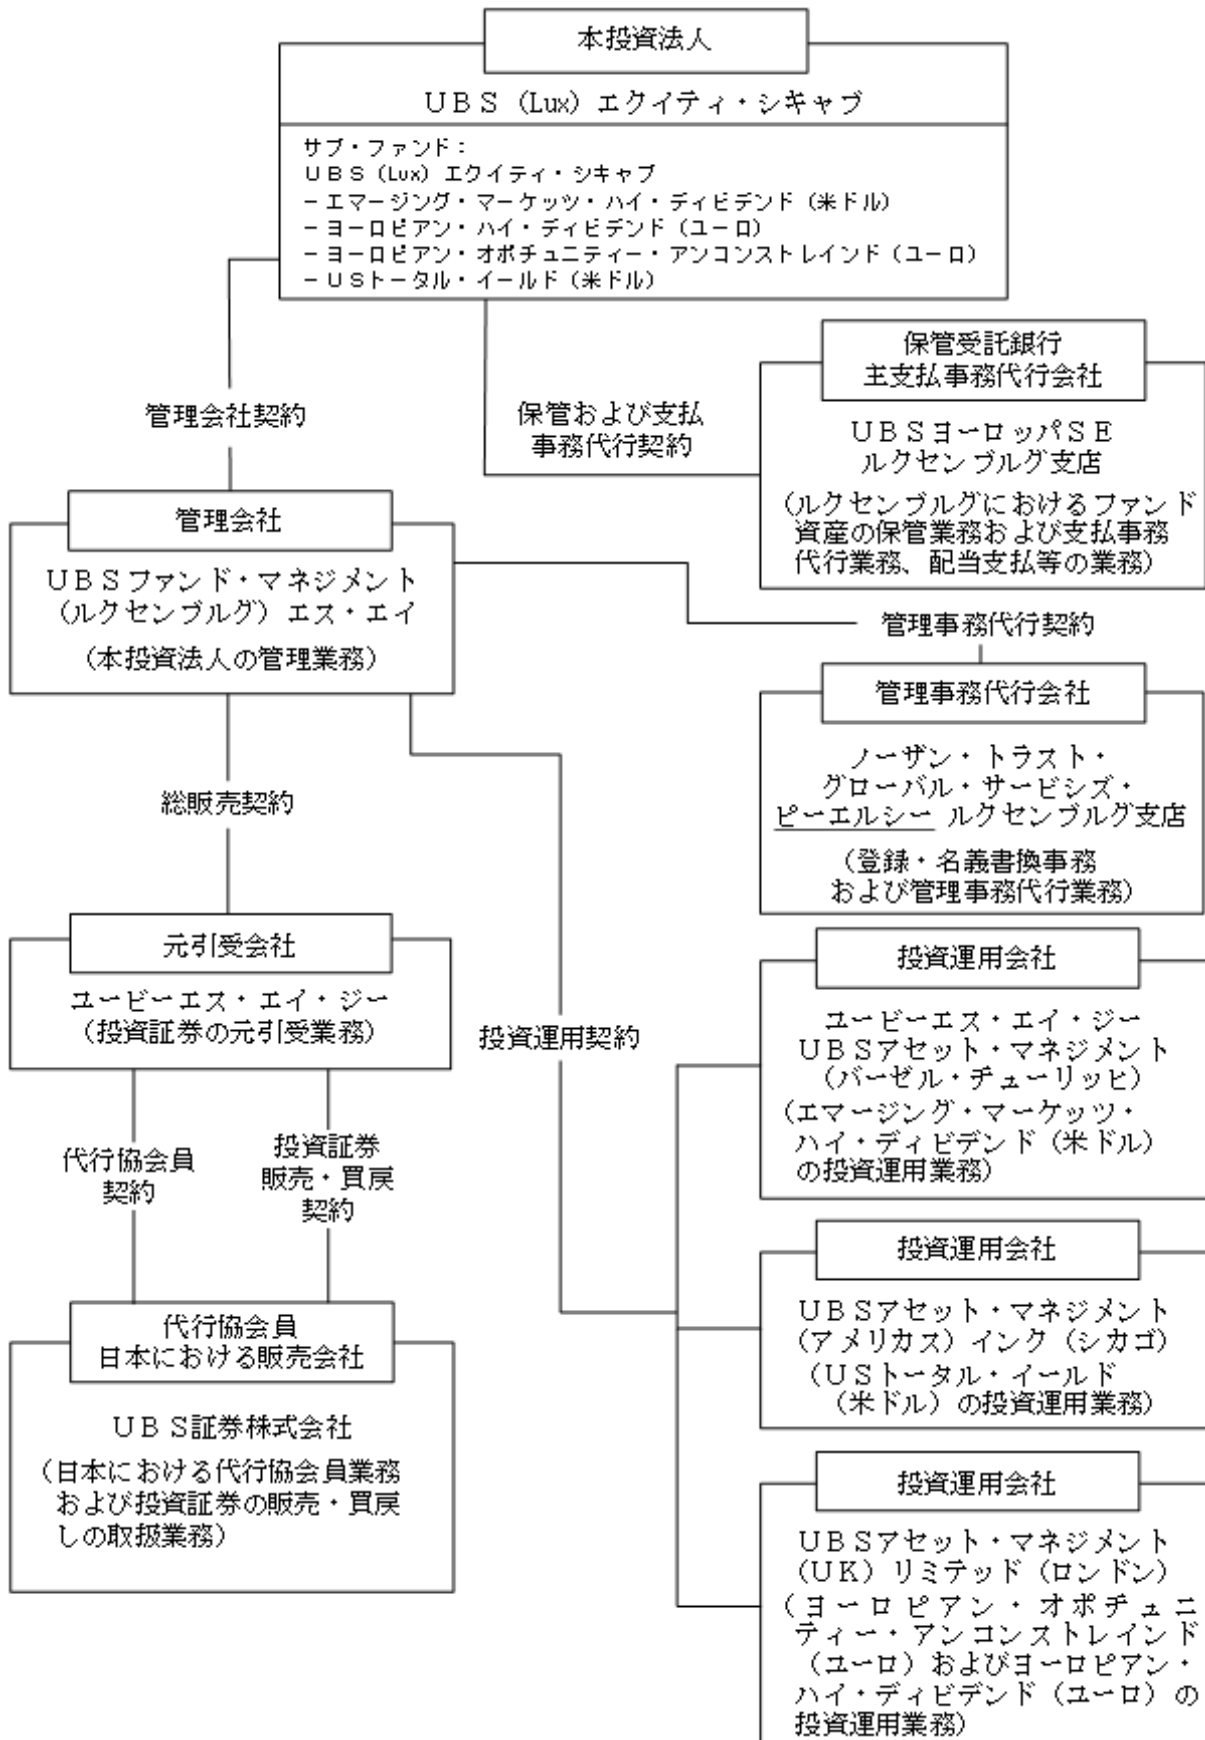 本投資法人
ＵＢＳ（Lux）エクイティ・シキャブ
サブ・ファンド：
ＵＢＳ（Lux）エクイティ・シキャブ
－エマージング・マーケッツ・ハイ・ディビデンド（米ドル）
－ヨーロピアン・ハイ・ディビデンド（ユーロ）
－ヨーロピアン・オポチュニティー・アンコンストレインド（ユーロ）
－ＵＳトータル・イールド（米ドル）
管理会社契約
保管および支払
事務代行契約
保管受託銀行
主支払事務代行会社
ＵＢＳヨーロッパＳＥ
ルクセンブルグ支店
（ルクセンブルグにおけるファンド
資産の保管業務および支払事務
代行業務、配当支払等の業務）
管理会社
ＵＢＳファンド・マネジメント
（ルクセンブルグ）エス・エイ
（本投資法人の管理業務）
管理事務代行契約
管理事務代行会社
ノーザン・トラスト・
グローバル・サービシズ・
ピーエルシー ルクセンブルグ支店
（登録・名義書換事務
および管理事務代行業務）
総販売契約
元引受会社
ユービーエス・エイ・ジー
（投資証券の元引受業務）
投資運用契約
投資運用会社
ユービーエス・エイ・ジー
ＵＢＳアセット・マネジメント
（バーゼル・チューリッヒ）
（エマージング・マーケッツ・
ハイ・ディビデンド（米ドル）
の投資運用業務）
代行協会員
契約
投資証券
販売・買戻
契約
投資運用会社
ＵＢＳアセット・マネジメント
（アメリカス）インク（シカゴ）
（ＵＳトータル・イールド
（米ドル）の投資運用業務）
代行協会員
日本における販売会社
ＵＢＳ証券株式会社
（日本における代行協会員業務
および投資証券の販売・買戻
しの取扱業務）
投資運用会社
ＵＢＳアセット・マネジメント
（ＵＫ）リミテッド（ロンドン）
（ヨーロピアン・オポチュニ
ティー・アンコンストレインド
（ユーロ）およびヨーロピアン・
ハイ・ディビデンド（ユーロ）の
投資運用業務）